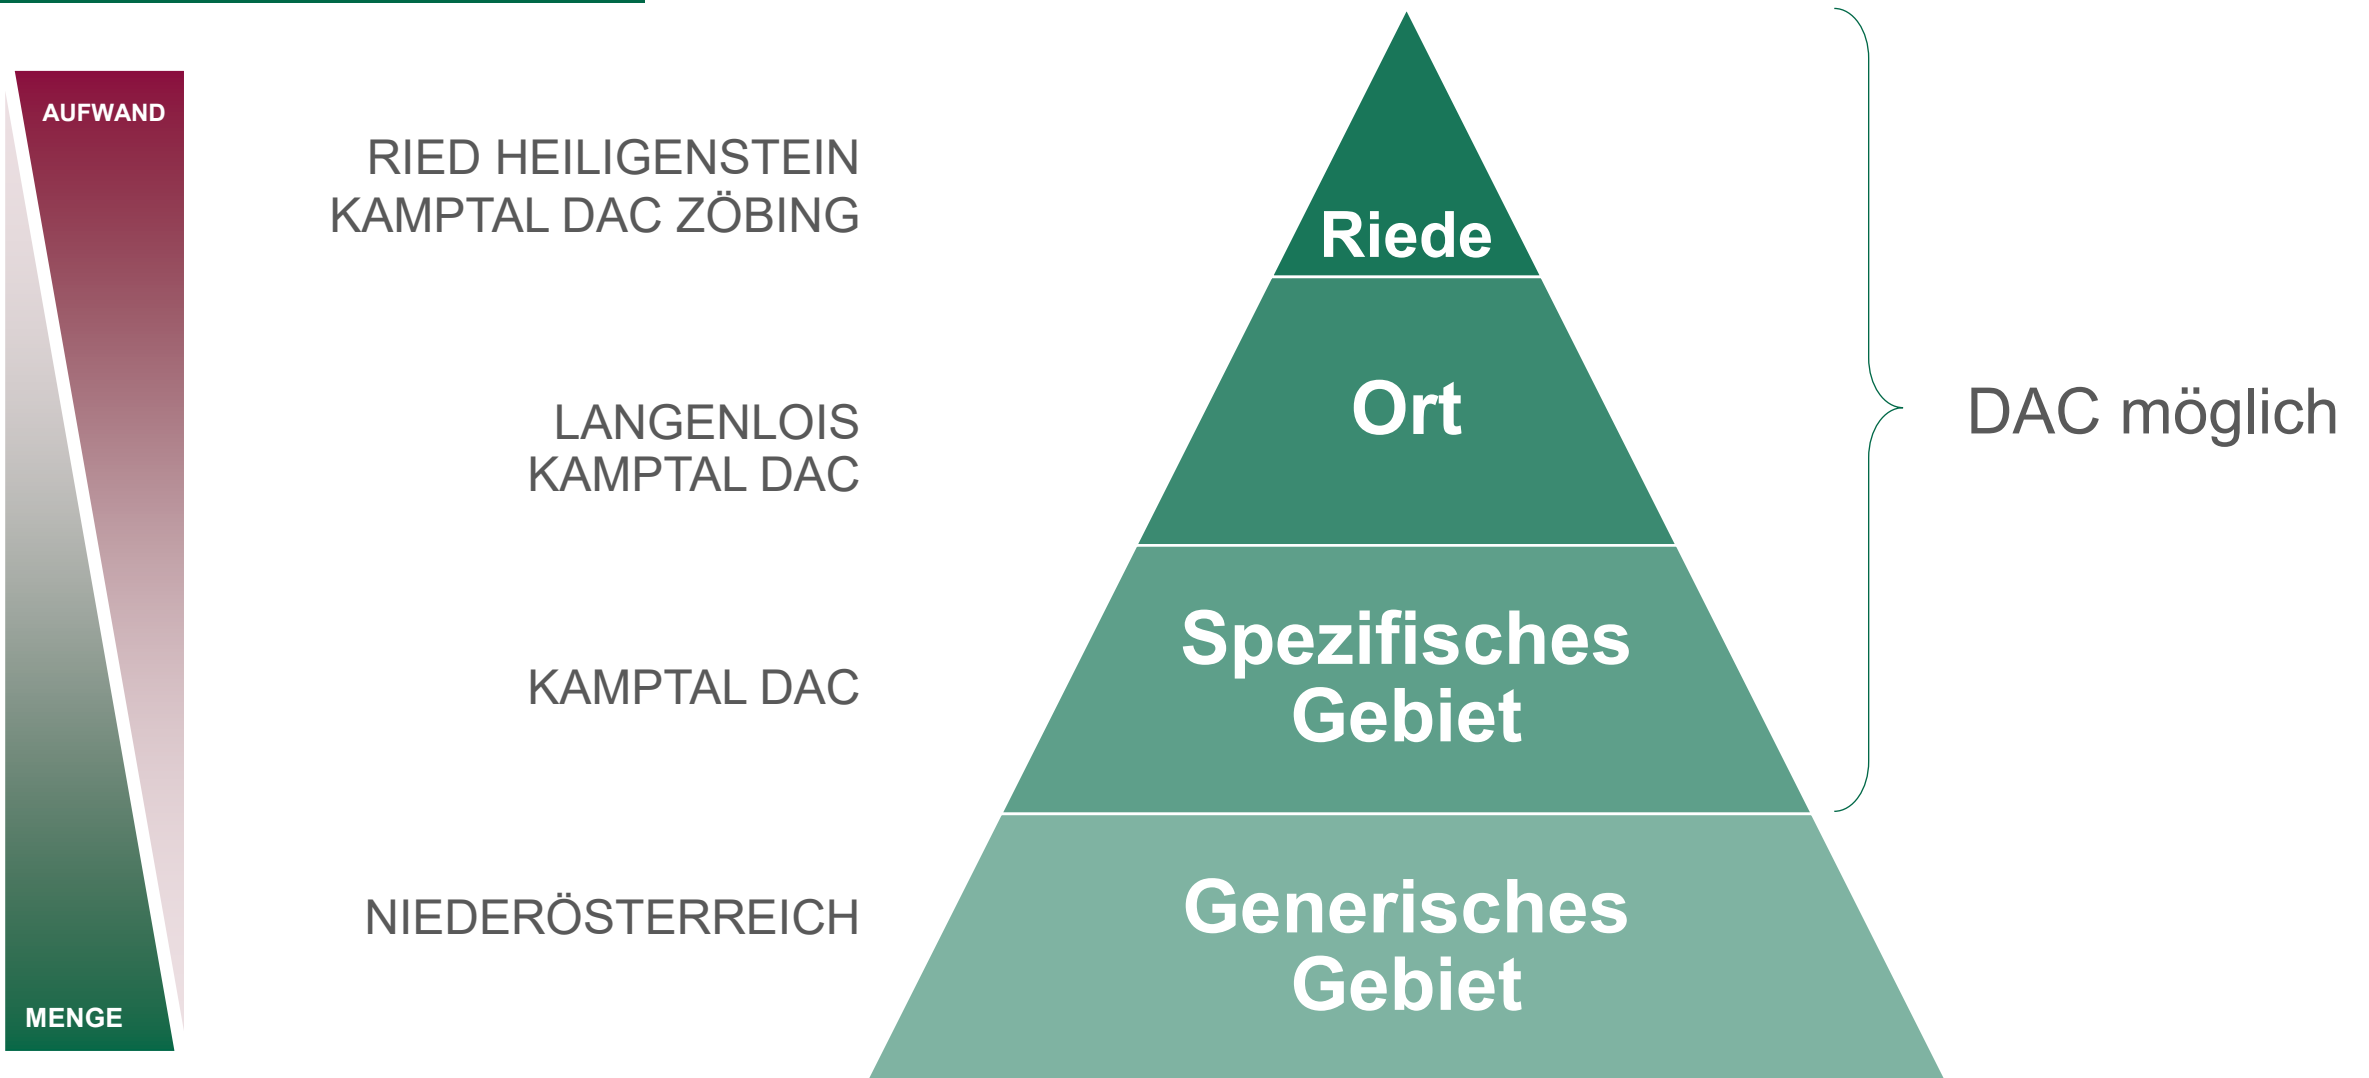 AUFWAND
RIED HEILIGENSTEIN
KAMPTAL DAC ZÖBING
Riede
LANGENLOIS
KAMPTAL DAC
Ort
DAC möglich
KAMPTAL DAC
Spezifisches
Gebiet
NIEDERÖSTERREICH
Generisches
Gebiet
MENGE